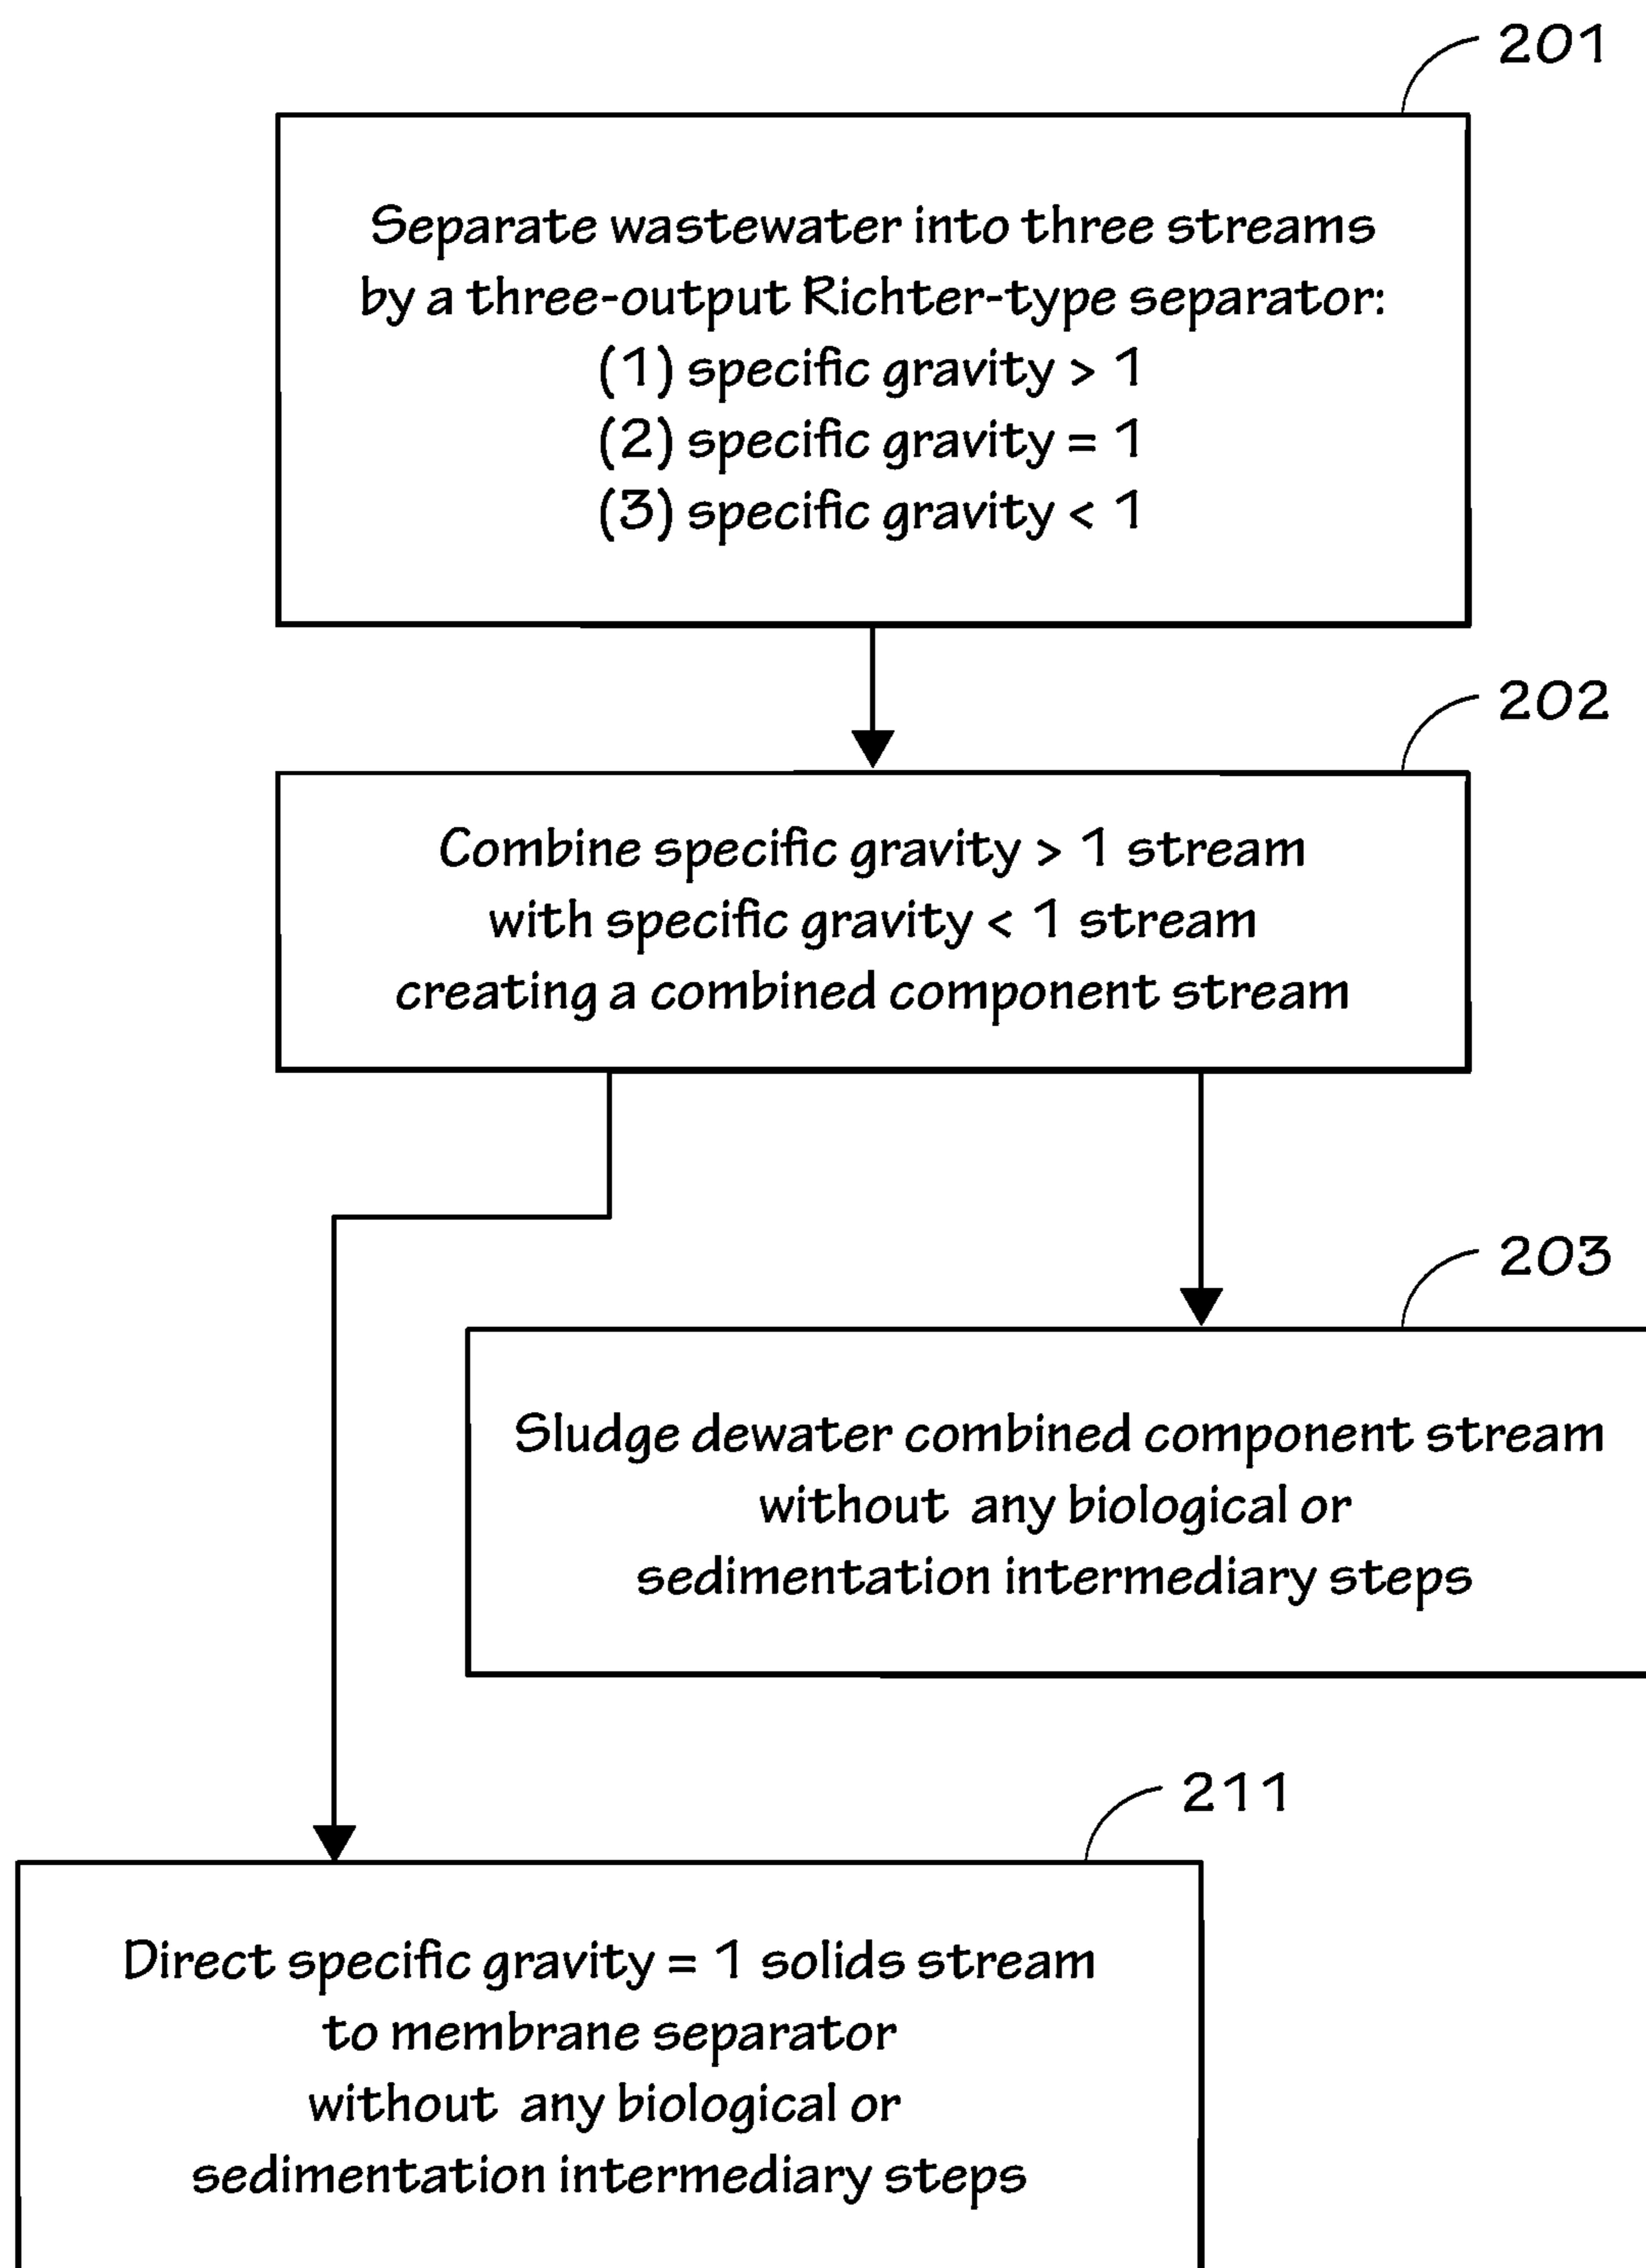 201
Separate wastewater into three streams
by a three-output Richter-type separator:
(1) specific gravity > 1
(2) specific gravity = 1
(3) specific gravity < 1
202
Combine specific gravity > 1 stream
with specific gravity < 1 stream
creating a combined component stream
203
Sludge dewater combined component stream
without any biological or
sedimentation intermediary steps
211
Direct specific gravity = 1 solids stream
to membrane separator
without any biological or
sedimentation intermediary steps